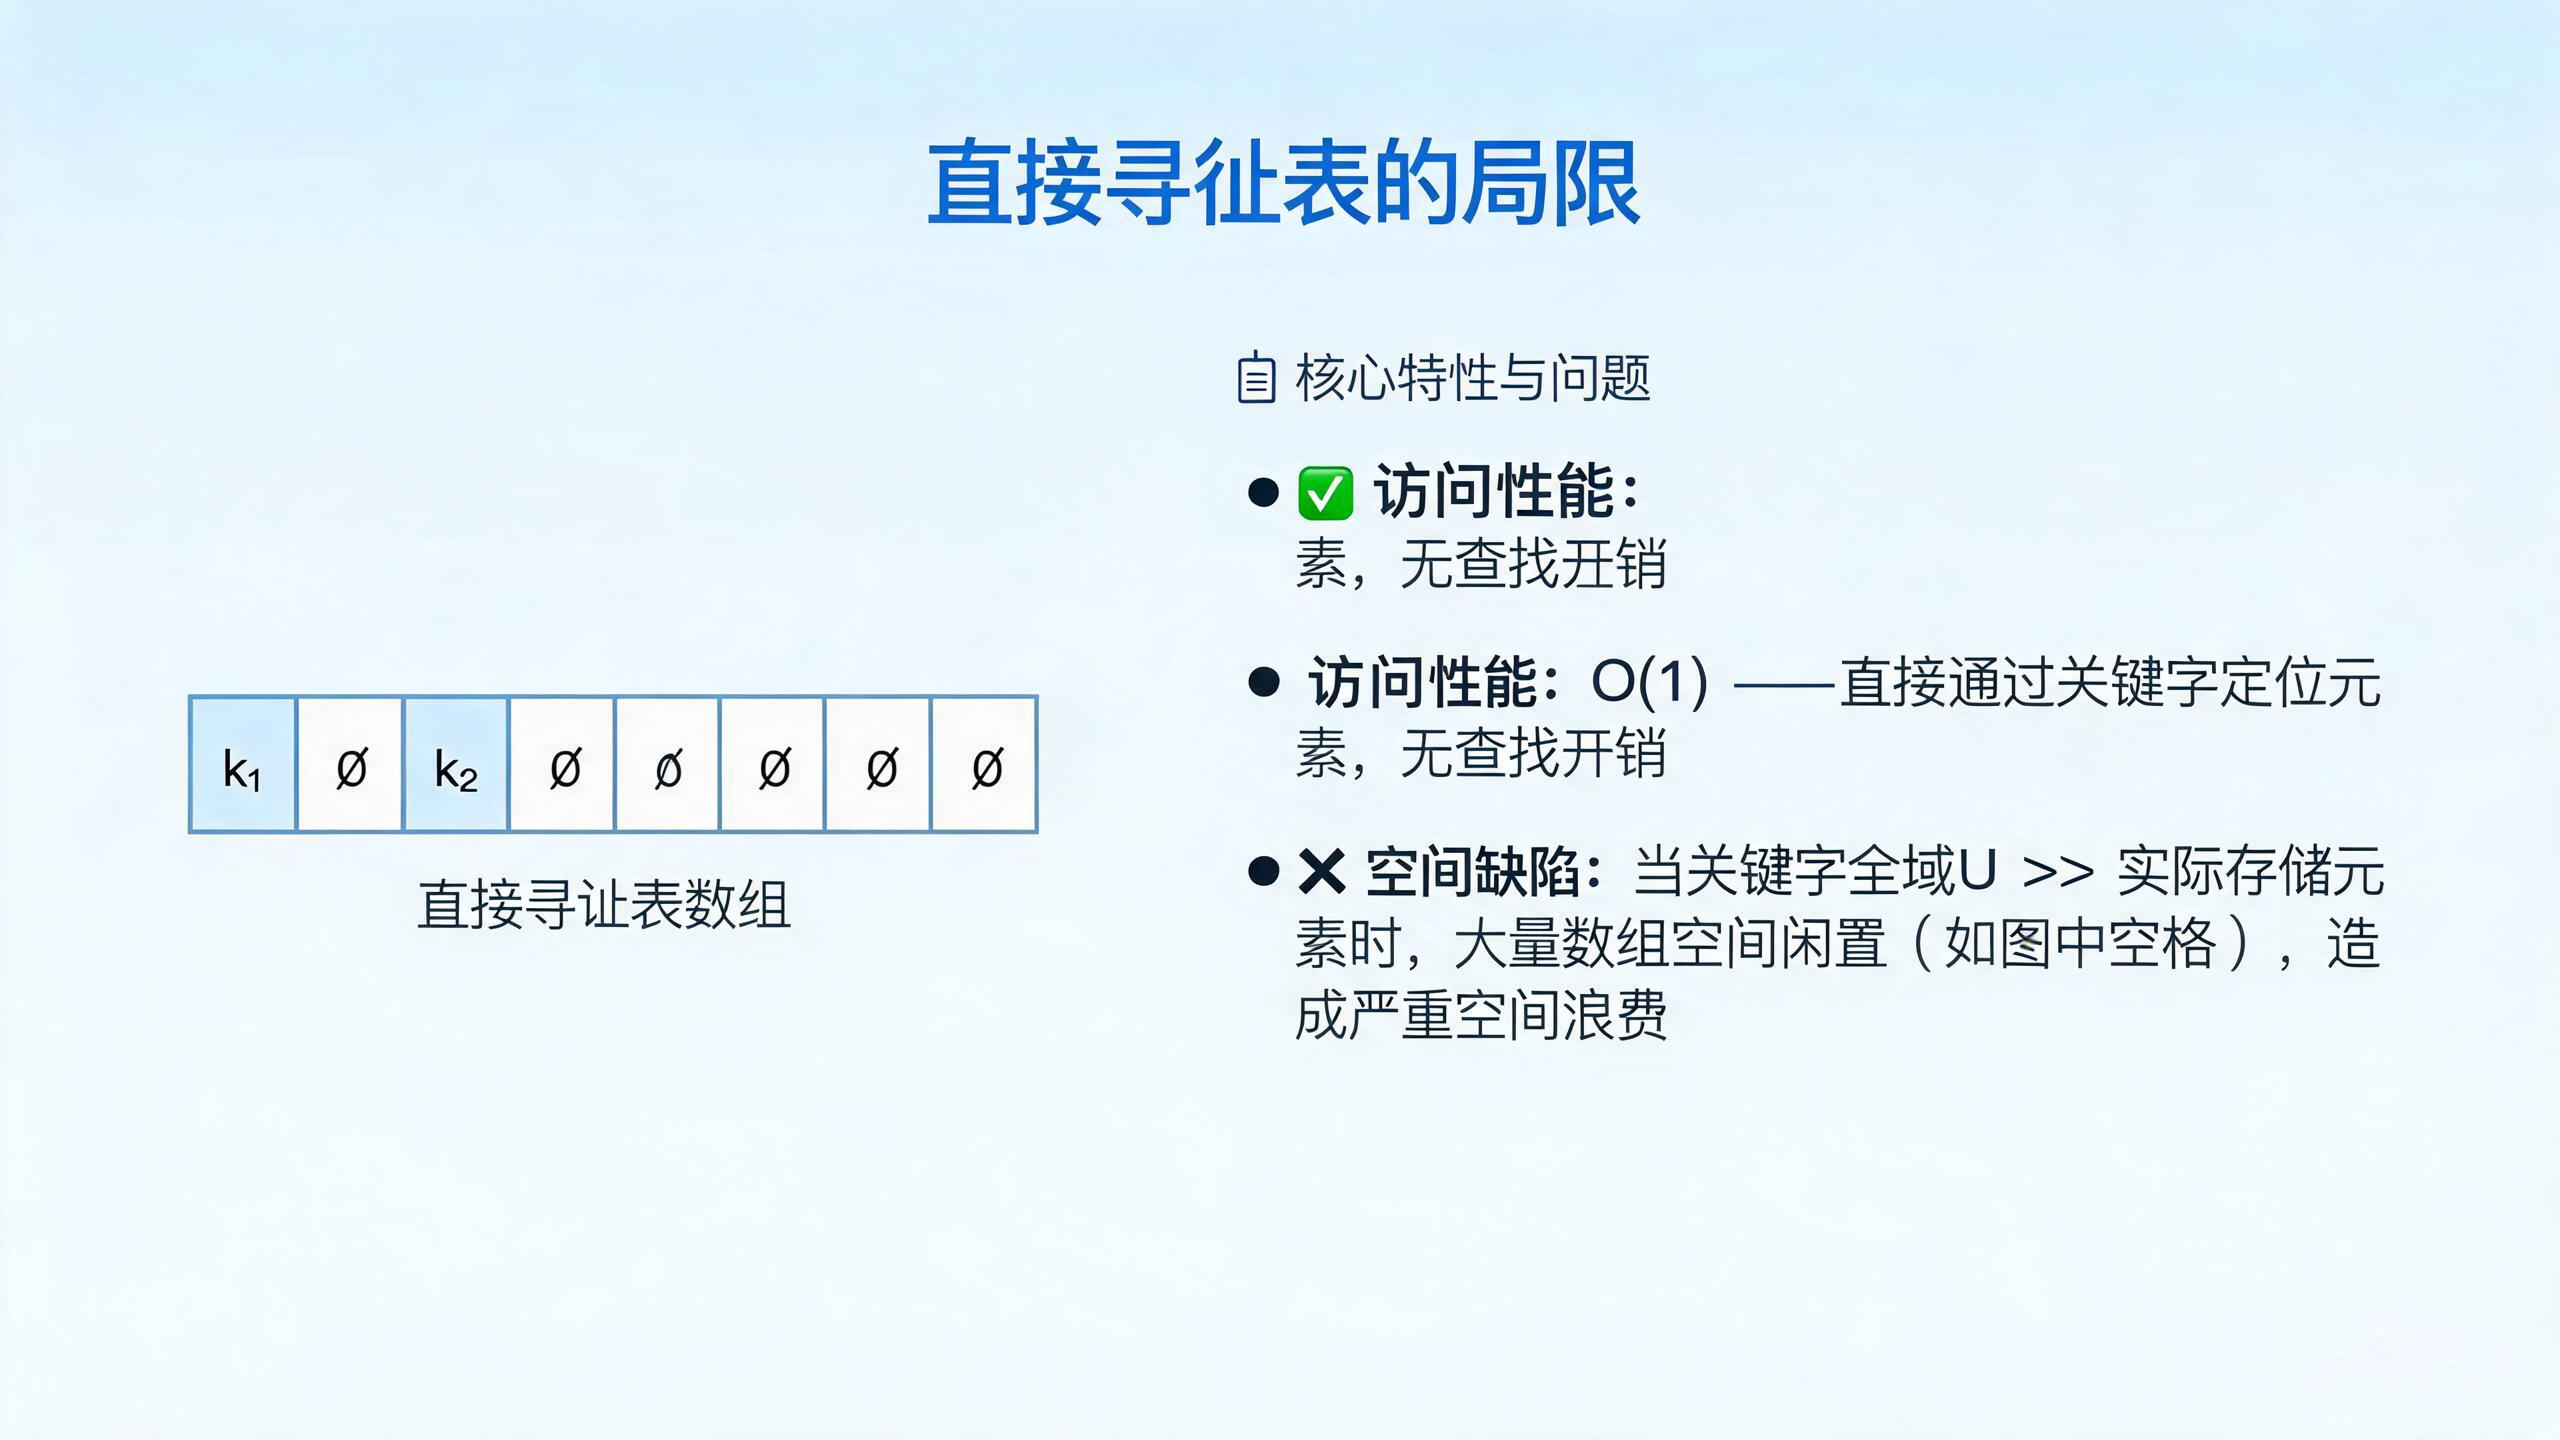 直接寻征表的局限
核心特性与问题
● ✅ 访问性能：
素，无查找开销
● 访问性能：O(1) ——直接通过关键字定位元
素，无查找开销
● ❌ 空间缺陷：当关键字全域U >> 实际存储元
素时，大量数组空间闲置（如图中空格），造
成严重空间浪费
k₁ Ø k₂ Ø Ø Ø Ø Ø
直接寻让表数组